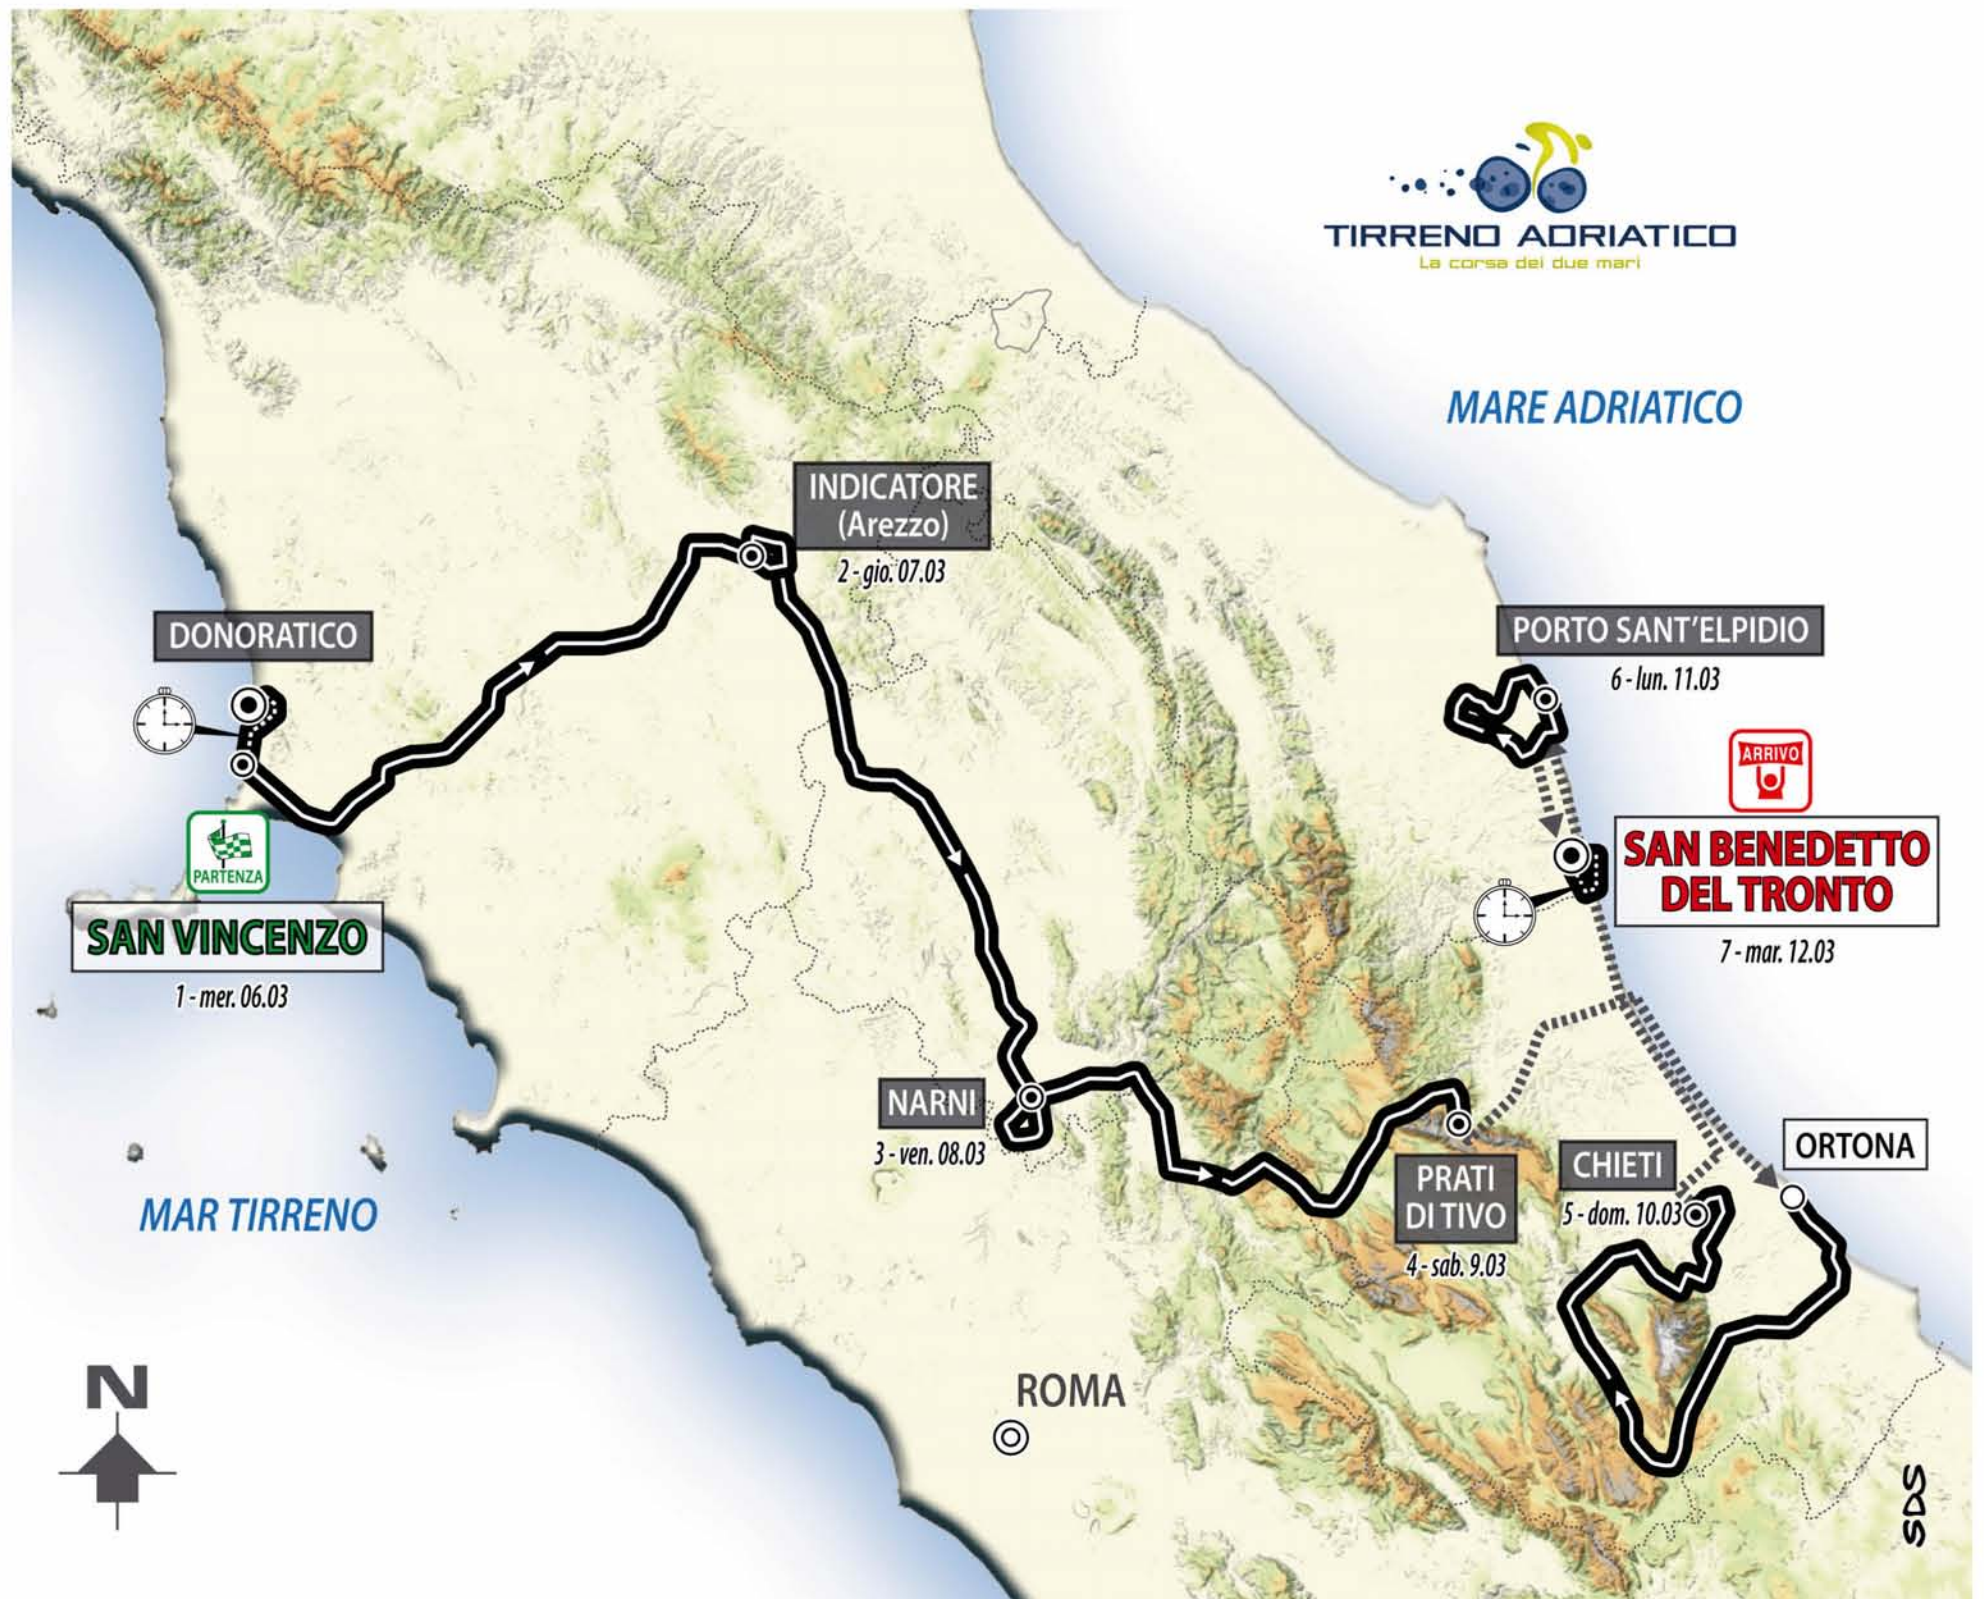 TIRRENO ADRIATICO
La corsa dei due mari
MARE ADRIATICO
INDICATORE
(Arezzo)
2 - gio. 07.03
DONORATICO
PORTO SANT'ELPIDIO
6 - lun. 11.03
ARRIVO
SAN BENEDETTO
DEL TRONTO
7 - mar. 12.03
PARTENZA
SAN VINCENZO
1 - mer. 06.03
NARNI
3 - ven. 08.03
ORTONA
CHIETI
5 - dom. 10.03
PRATI
DI TIVO
4 - sab. 9.03
MAR TIRRENO
ROMA
N
SDS